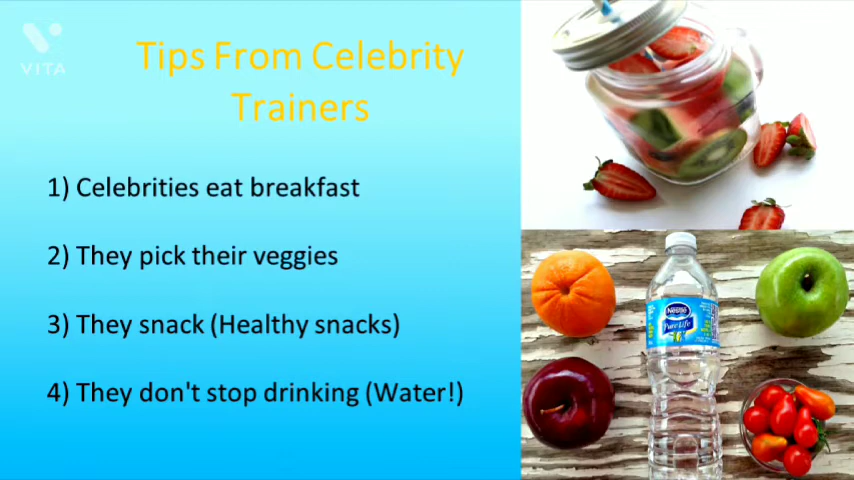 VITA
Tips From Celebrity
Trainers
1) Celebrities eat breakfast
2) They pick their veggies
3) They snack (Healthy snacks)
4) They don't stop drinking (Water!)
Nestlé
Pure Life